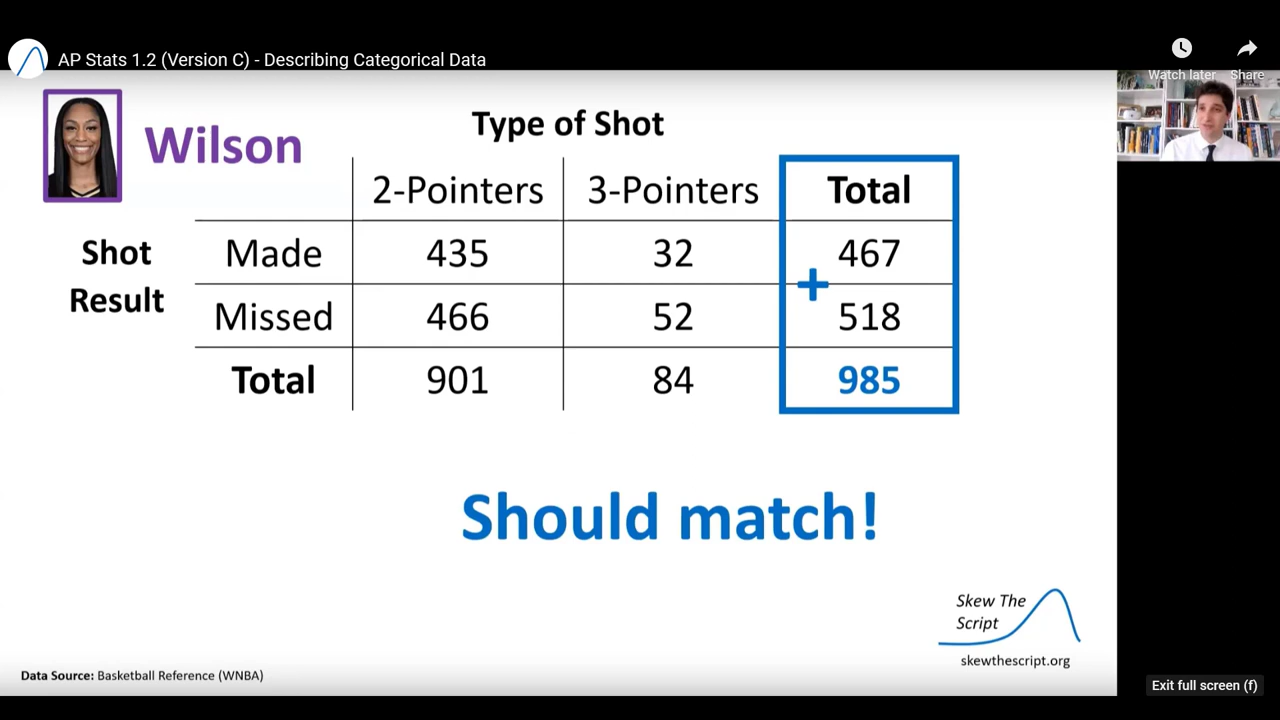 AP Stats 1.2 (Version C) - Describing Categorical Data
Watch later Share
Wilson
Type of Shot
2-Pointers 3-Pointers Total
Shot Result
Made 435 32 467
+
Missed 466 52 518
Total 901 84 985
Should match!
Skew The
Script
skewthescript.org
Data Source: Basketball Reference (WNBA)
Exit full screen (f)